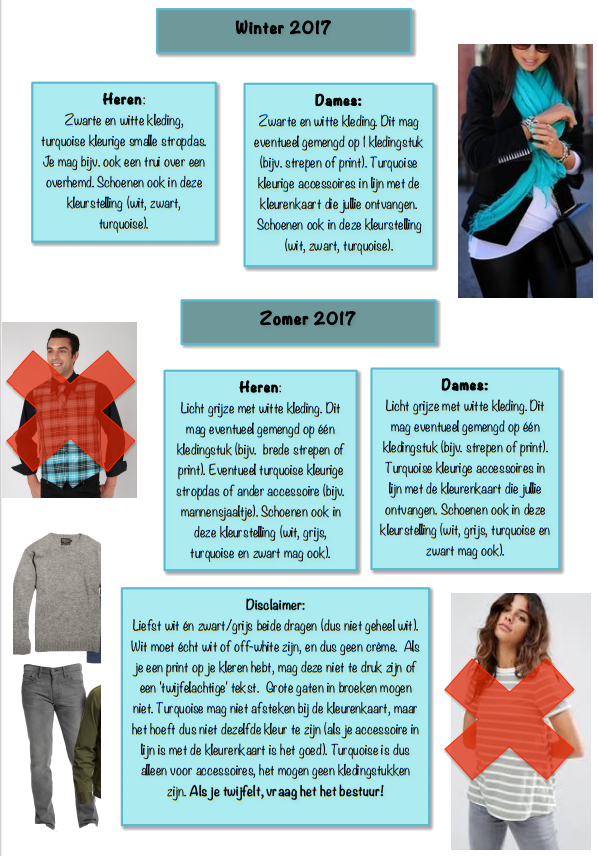 Winter 2017
Heren:
Zwarte en witte kleding,
turquoise kleurige smalle stropdas.
Je mag bijv. ook een trui over een
overhemd. Schoenen ook in deze
kleurstelling (wit, zwart,
turquoise).
Dames:
Zwarte en witte kleding. Dit mag
eventueel gemengd op 1 kledingstuk
(bijv. strepen of print). Turquoise
kleurige accessoires in lijn met de
kleurenkaart die jullie ontvangen.
Schoenen ook in deze kleurstelling
(wit, zwart, turquoise).
Zomer 2017
Heren:
Licht grijze met witte kleding. Dit
mag eventueel gemengd op één
kledingstuk (bijv. brede strepen of
print). Eventueel turquoise kleurige
stropdas of ander accessoire (bijv.
mannensjaaltje). Schoenen ook in
deze kleurstelling (wit, grijs,
turquoise en zwart mag ook).
Dames:
Licht grijze met witte kleding. Dit
mag eventueel gemengd op één
kledingstuk (bijv. strepen of print).
Turquoise kleurige accessoires in
lijn met de kleurenkaart die jullie
ontvangen. Schoenen ook in deze
kleurstelling (wit, grijs, turquoise en
zwart mag ook).
Disclaimer:
Liefst wit én zwart/grijs beide dragen (dus niet geheel wit).
Wit moet écht wit of off-white zijn, en dus geen crème. Als
je een print op je kleren hebt, mag deze niet te druk zijn of
een 'twijfelachtige' tekst. Grote gaten in broeken mogen
niet. Turquoise mag niet afsteken bij de kleurenkaart, maar
het hoeft dus niet dezelfde kleur te zijn (als je accessoire in
lijn is met de kleurenkaart is het goed). Turquoise is dus
alleen voor accessoires, het mogen geen kledingstukken
zijn. Als je twijfelt, vraag het het bestuur!